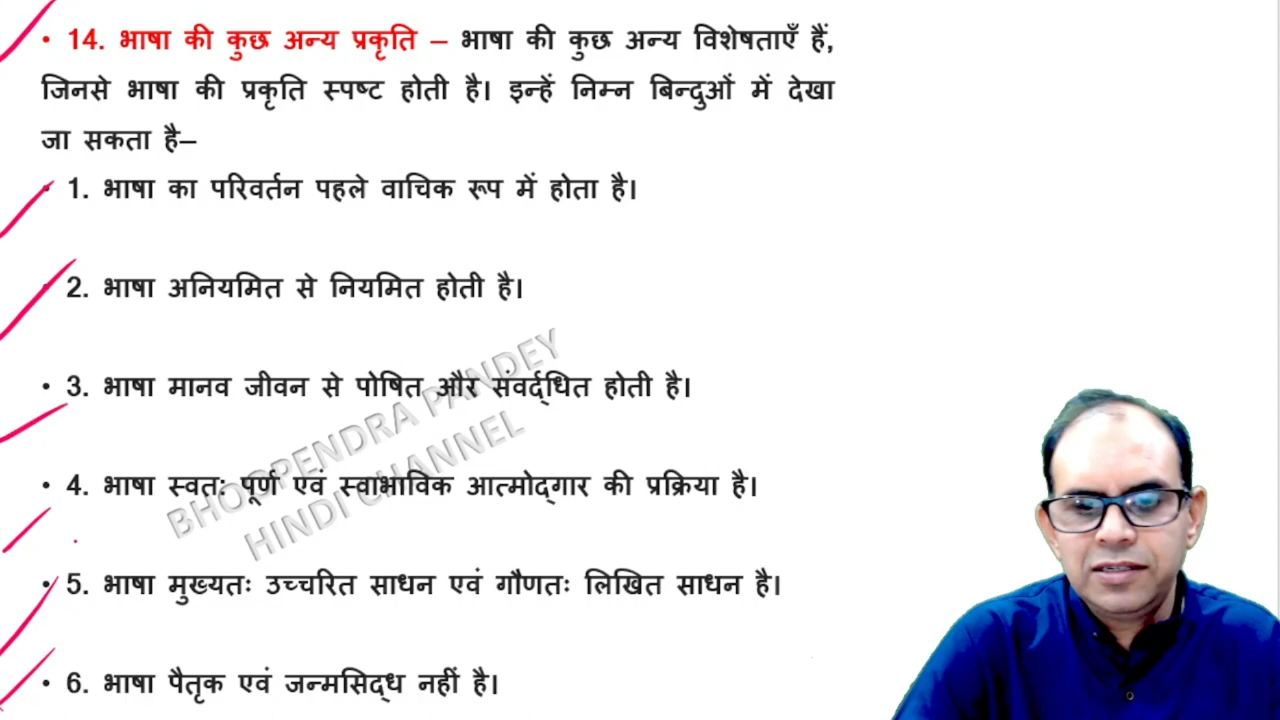 • 14. भाषा की कुछ अन्य प्रकृति – भाषा की कुछ अन्य विशेषताएँ हैं,
जिनसे भाषा की प्रकृति स्पष्ट होती है। इन्हें निम्न बिन्दुओं में देखा
जा सकता है–
• 1. भाषा का परिवर्तन पहले वाचिक रूप में होता है।
• 2. भाषा अनियमित से नियमित होती है।
• 3. भाषा मानव जीवन से पोषित और संवर्द्धित होती है।
• 4. भाषा स्वतः पूर्ण एवं स्वाभाविक आत्मोद्गार की प्रक्रिया है।
• 5. भाषा मुख्यतः उच्चरित साधन एवं गौणतः लिखित साधन है।
• 6. भाषा पैतृक एवं जन्मसिद्ध नहीं है।
BHOOPENDRA PANDEY
HINDI CHANNEL